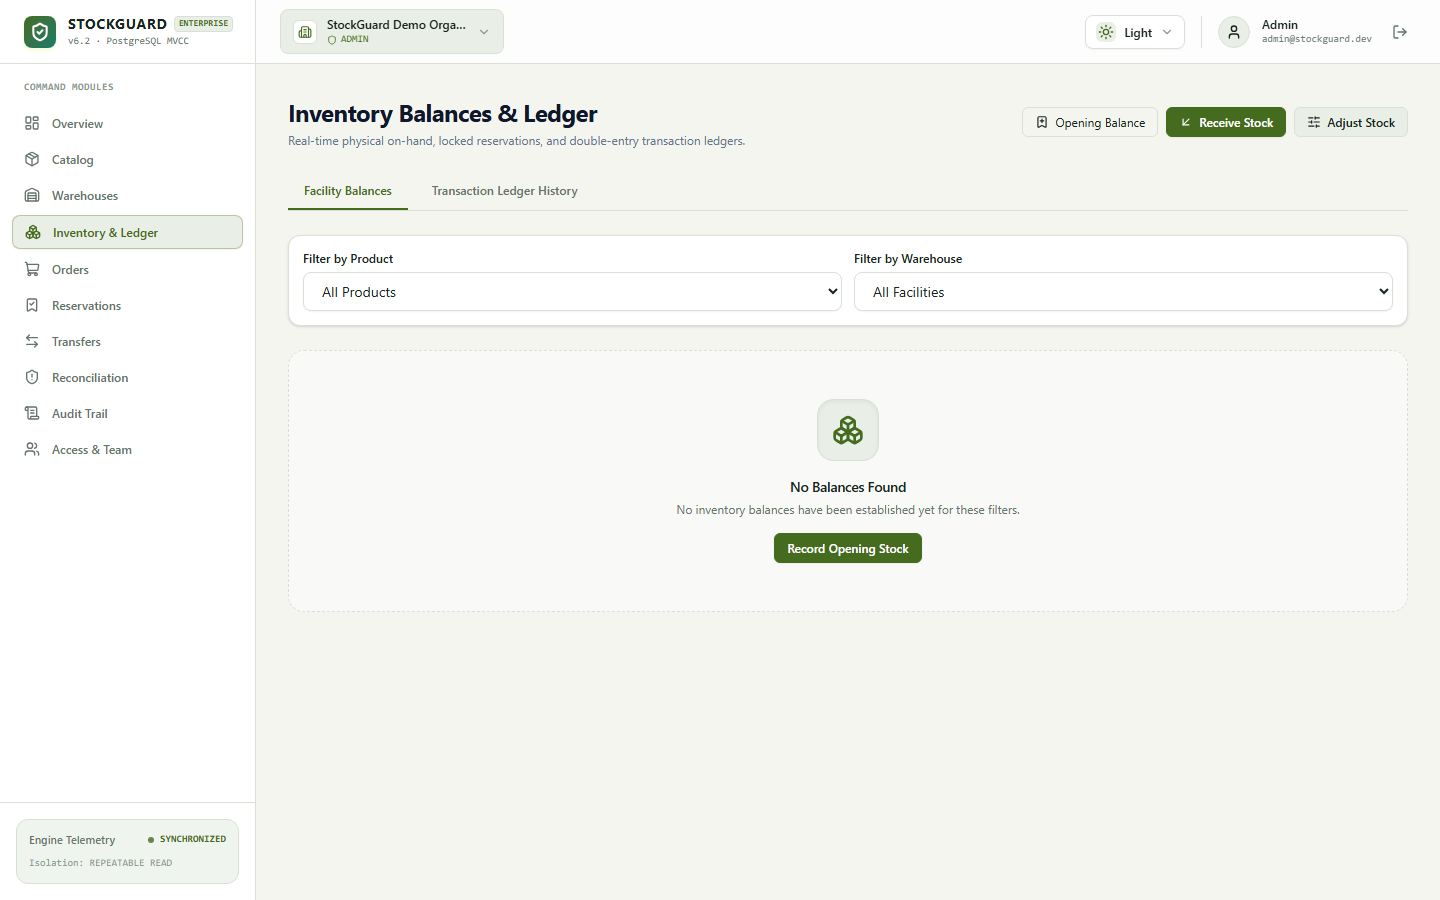 STOCKGUARD ENTERPRISE
v6.2 · PostgreSQL MVCC
StockGuard Demo Orga...
ADMIN
Light
Admin
admin@stockguard.dev
COMMAND MODULES
Overview
Catalog
Warehouses
Inventory & Ledger
Orders
Reservations
Transfers
Reconciliation
Audit Trail
Access & Team
Engine Telemetry SYNCHRONIZED
Isolation: REPEATABLE READ
Inventory Balances & Ledger
Real-time physical on-hand, locked reservations, and double-entry transaction ledgers.
Opening Balance
Receive Stock
Adjust Stock
Facility Balances
Transaction Ledger History
Filter by Product
All Products
Filter by Warehouse
All Facilities
No Balances Found
No inventory balances have been established yet for these filters.
Record Opening Stock